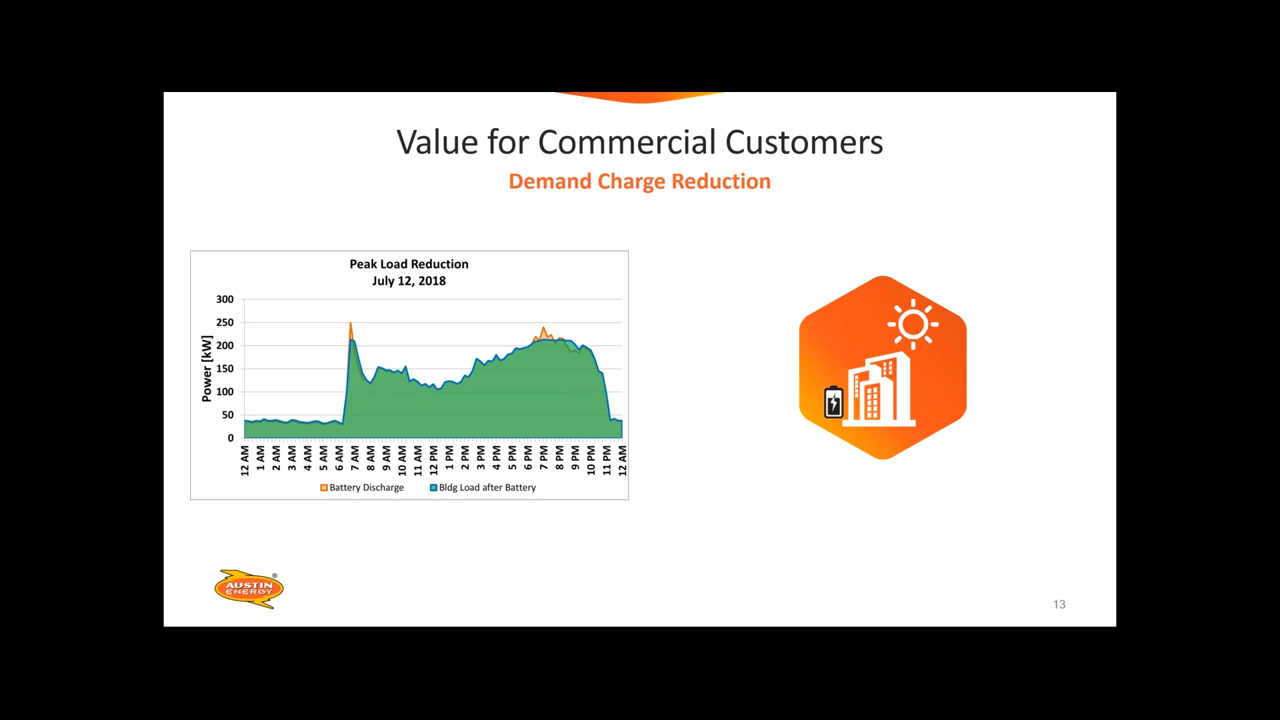 Value for Commercial Customers
Demand Charge Reduction
Peak Load Reduction
July 12, 2018
Power [kW]
300
250
200
150
100
50
0
12 AM
1 AM
2 AM
3 AM
4 AM
5 AM
6 AM
7 AM
8 AM
9 AM
10 AM
11 AM
12 PM
1 PM
2 PM
3 PM
4 PM
5 PM
6 PM
7 PM
8 PM
9 PM
10 PM
11 PM
12 AM
Battery Discharge
Bldg Load after Battery
AUSTIN
ENERGY
®
13